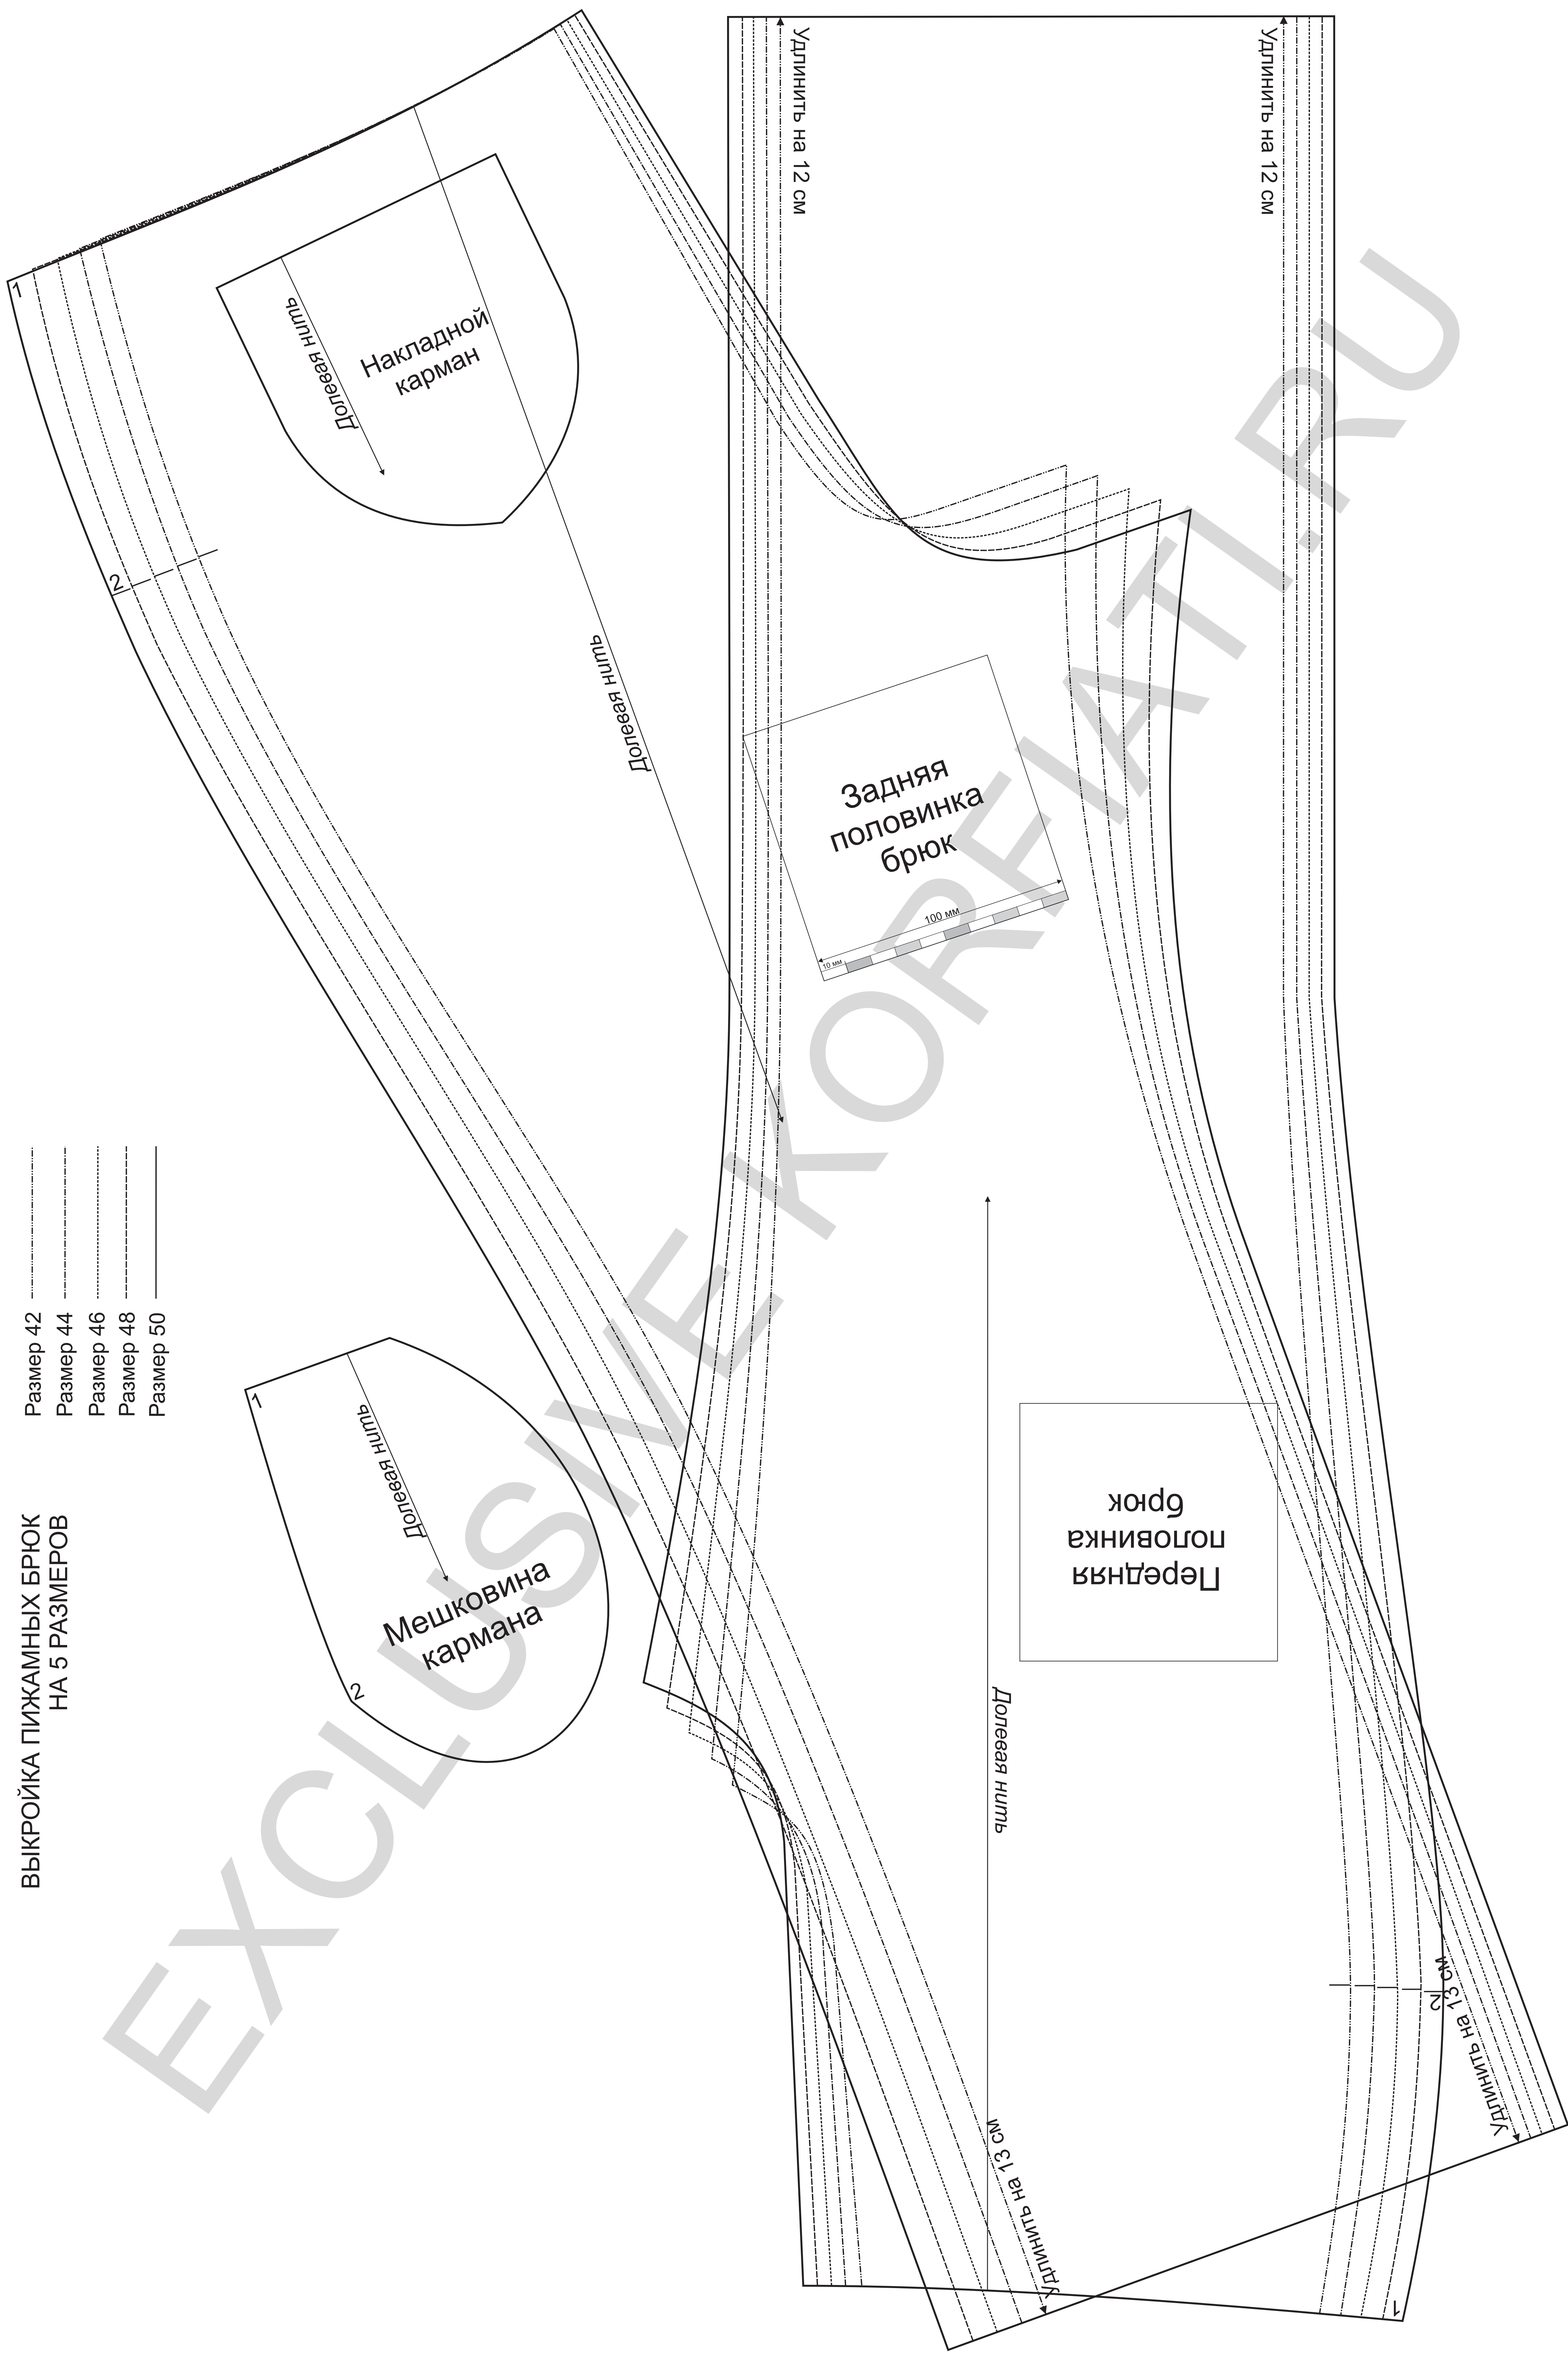 ВЫКРОЙКА ПИЖАМНЫХ БРЮК
НА 5 РАЗМЕРОВ
Размер 42
Размер 44
Размер 46
Размер 48
Размер 50
Удлинить на 12 см
Удлинить на 12 см
1
2
Накладной
карман
Долевая нить
Долевая нить
Задняя
половинка
брюк
100 мм
10 мм
1
2
Долевая нить
Мешковина
кармана
Передняя
половинка
брюк
Долевая нить
2
1
Удлинить на 13 см
Удлинить на 13 см
EXCLUSIVE KORFIATI.RU